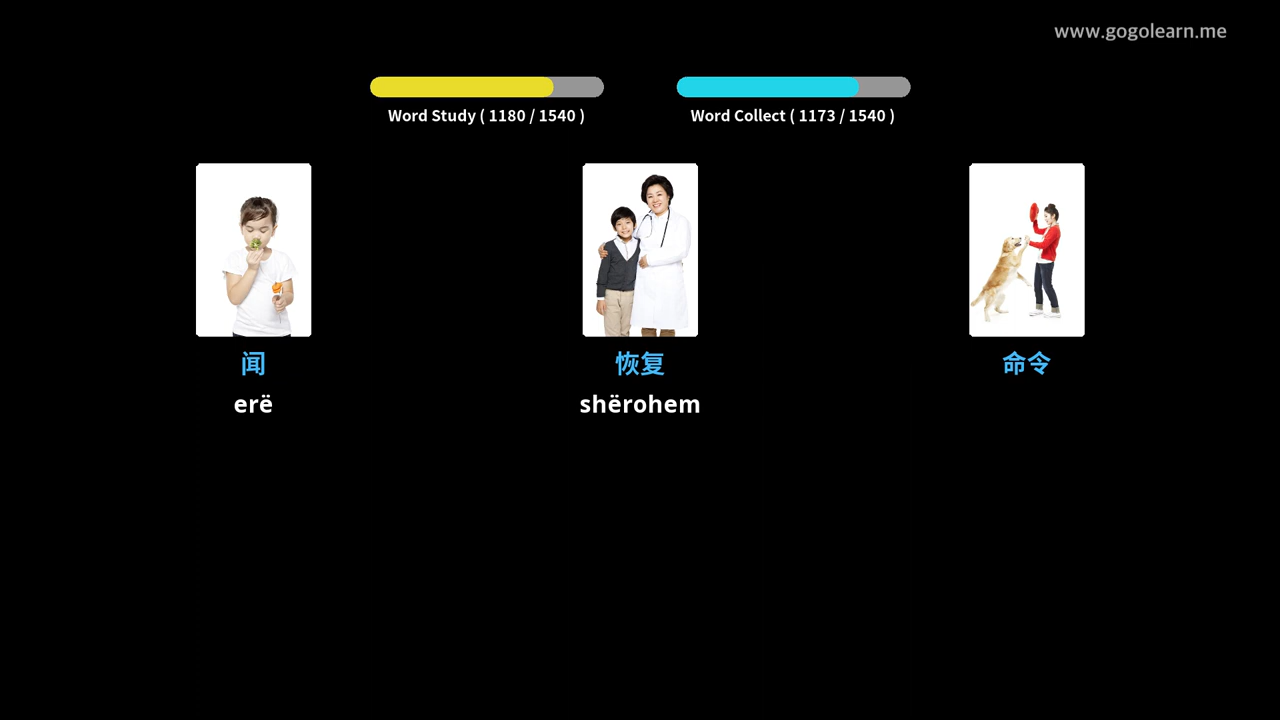 www.gogolearn.me
Word Study ( 1180 / 1540 )
Word Collect ( 1173 / 1540 )
闻
恢复
命令
erë
shërohem